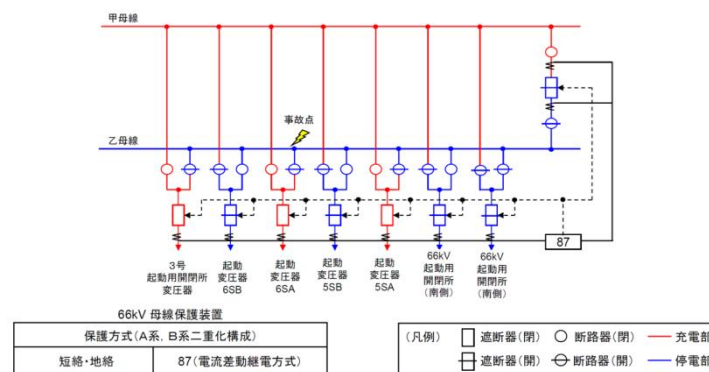 甲母線
事故点
乙母線
87
3号
起動用開閉所
変圧器
起動
変圧器
6SB
起動
変圧器
6SA
起動
変圧器
5SB
起動
変圧器
5SA
66kV
起動用
開閉所
(南側)
66kV
起動用
開閉所
(南側)
66kV 母線保護装置
保護方式(A系, B系二重化構成)
短絡・地絡 87(電流差動継電方式)
(凡例) 遮断器(閉) 断路器(閉) 充電部
遮断器(開) 断路器(開) 停電部